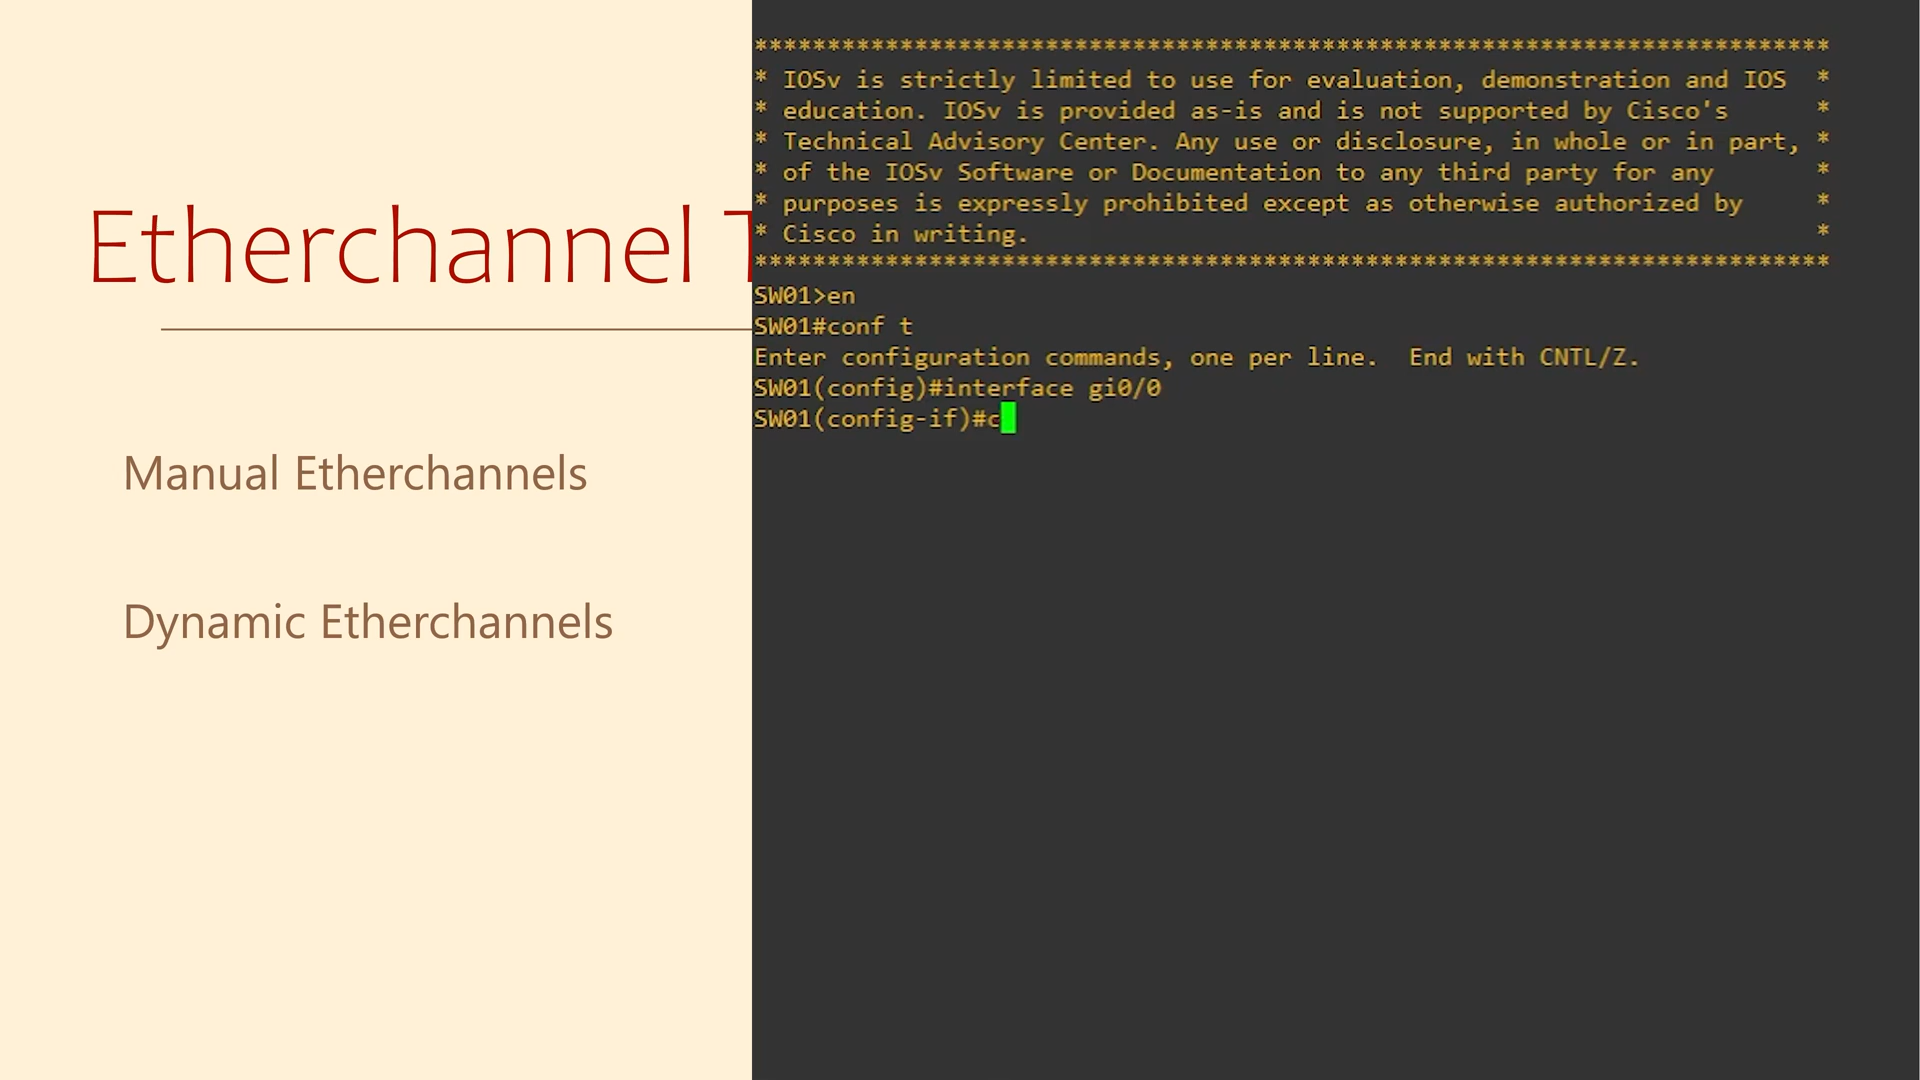 Etherchannel T
Manual Etherchannels
Dynamic Etherchannels
**************************************************************************
* IOSv is strictly limited to use for evaluation, demonstration and IOS  *
* education. IOSv is provided as-is and is not supported by Cisco's      *
* Technical Advisory Center. Any use or disclosure, in whole or in part, *
* of the IOSv Software or Documentation to any third party for any       *
* purposes is expressly prohibited except as otherwise authorized by     *
* Cisco in writing.                                                      *
**************************************************************************
SW01>en
SW01#conf t
Enter configuration commands, one per line.  End with CNTL/Z.
SW01(config)#interface gi0/0
SW01(config-if)#c